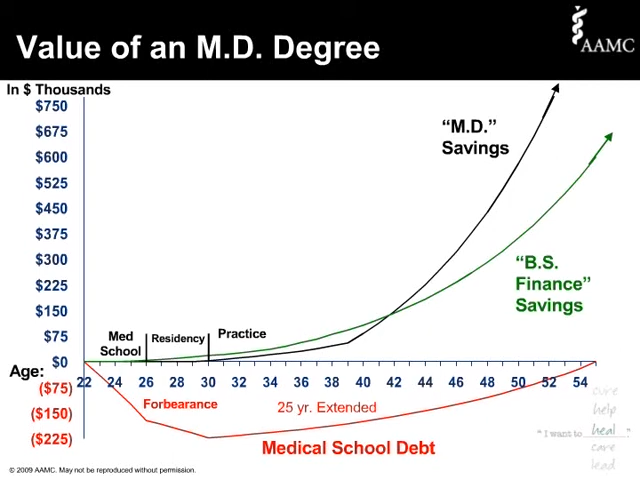 Value of an M.D. Degree
AAMC
In $ Thousands
$750
$675
$600
$525
$450
$375
$300
$225
$150
$75
$0
($75)
($150)
($225)
"M.D."
Savings
"B.S.
Finance"
Savings
Med
School
Residency
Practice
Age:
22 24 26 28 30 32 34 36 38 40 42 44 46 48 50 52 54
Forbearance
25 yr. Extended
Medical School Debt
cure
help
"I want to heal"
care
lead
© 2009 AAMC. May not be reproduced without permission.